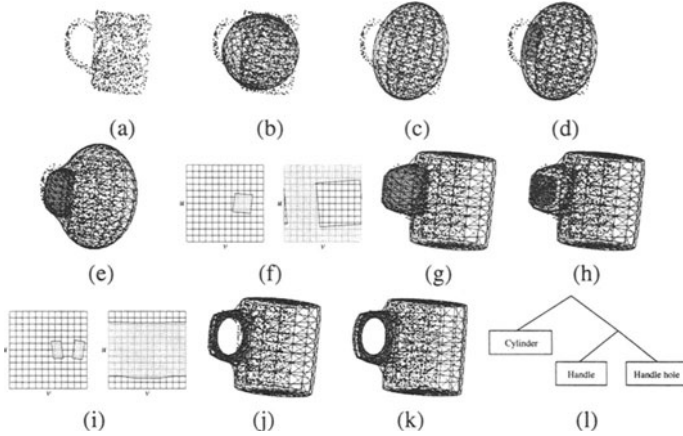 (a) (b) (c) (d)
u v u v
(e) (f) (g) (h)
Cylinder
Handle Handle hole
u v u v
(i) (j) (k) (l)